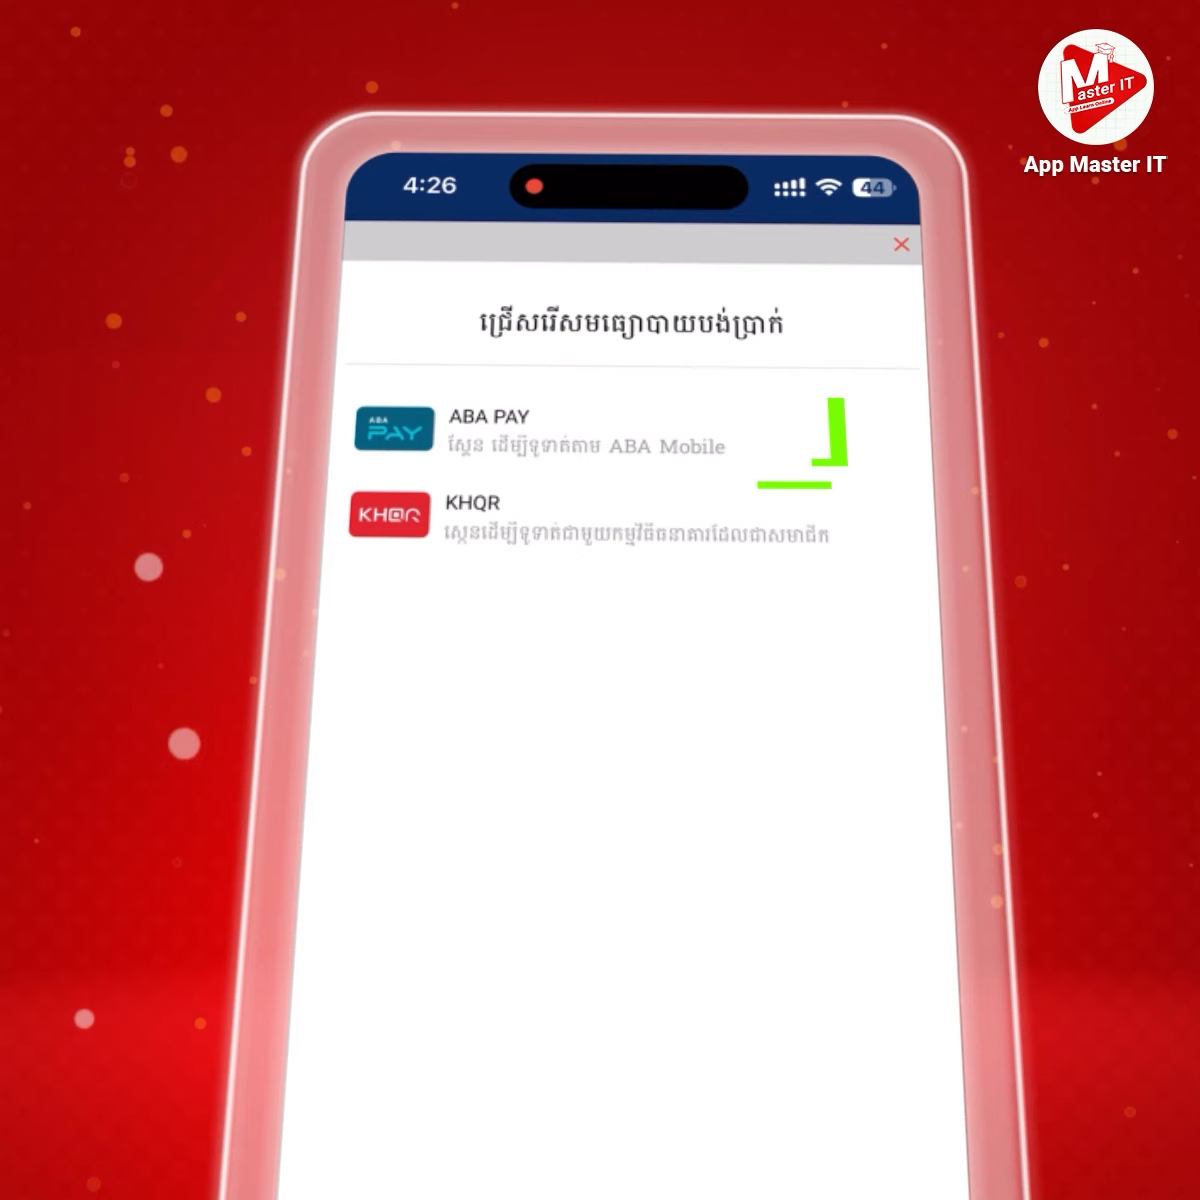 Master IT
App Learn Online
App Master IT
4:26
44
ជ្រើសរើសមធ្យោបាយបង់ប្រាក់
ABA PAY
ABA PAY
ស្កែន ដើម្បីទូទាត់តាម ABA Mobile
KHQR
KHQR
ស្កេនដើម្បីទូទាត់ជាមួយកម្មវិធីធនាគារដែលជាសមាជិក